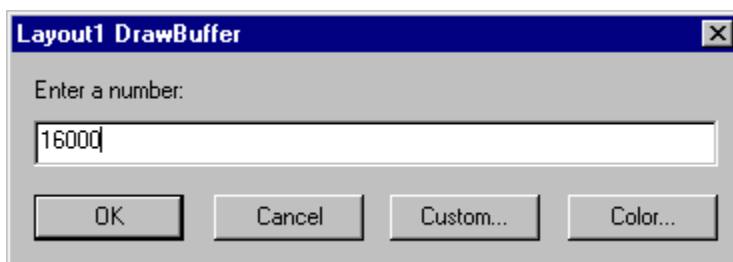 Layout1 DrawBuffer
Enter a number:
16000
OK Cancel Custom... Color...